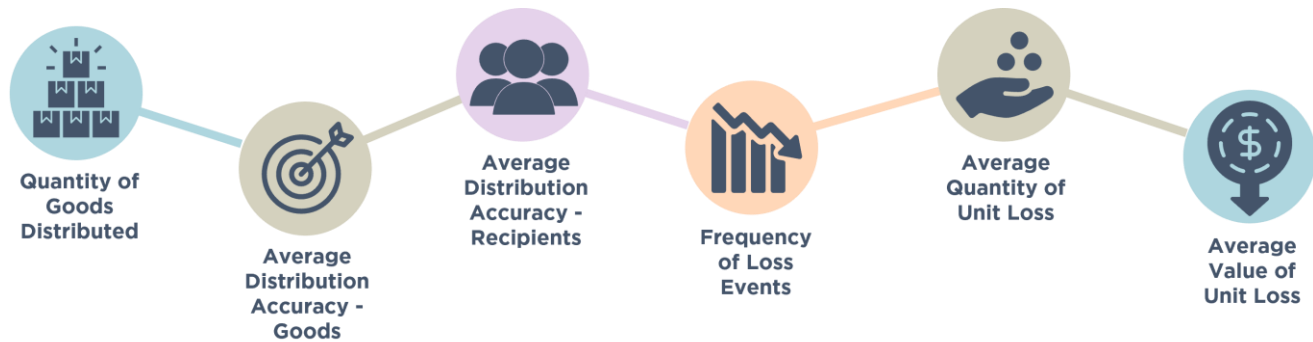 Quantity of
Goods
Distributed
Average
Distribution
Accuracy -
Goods
Average
Distribution
Accuracy -
Recipients
Frequency
of Loss
Events
Average
Quantity of
Unit Loss
$
Average
Value of
Unit Loss